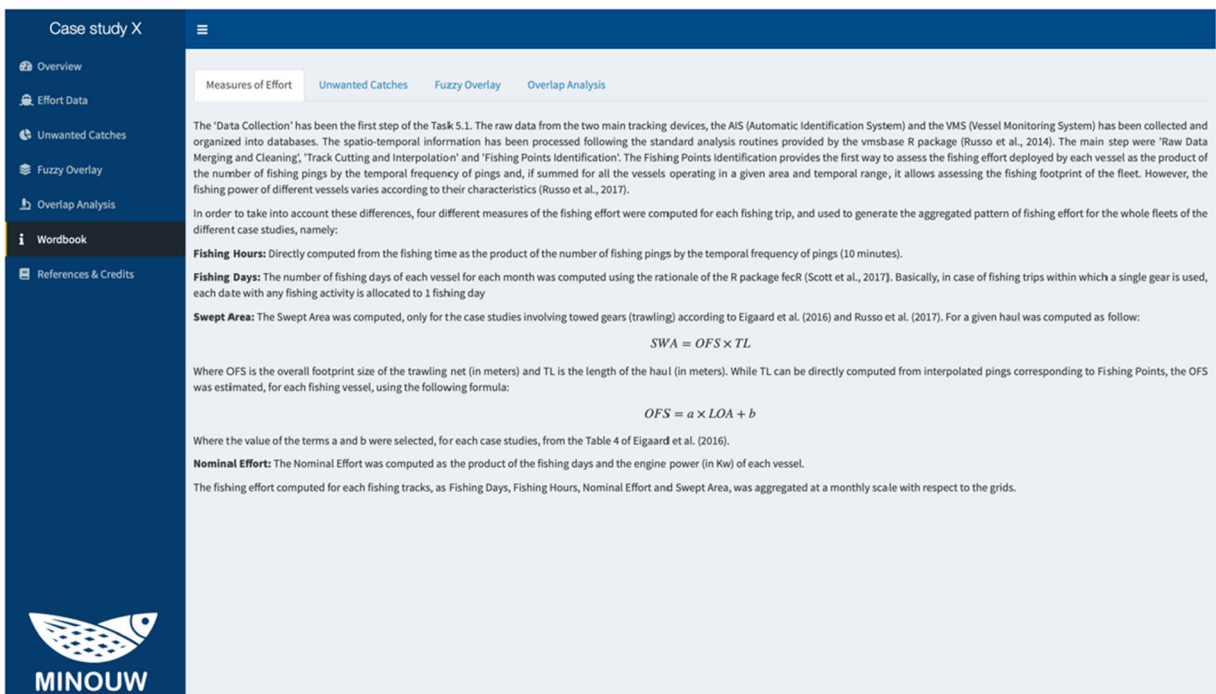 Case study X
Overview
Effort Data
Unwanted Catches
Fuzzy Overlay
Overlap Analysis
Wordbook
References & Credits
MINOUW
Measures of Effort
Unwanted Catches
Fuzzy Overlay
Overlap Analysis
The 'Data Collection' has been the first step of the Task 5.1. The raw data from the two main tracking devices, the AIS (Automatic Identification System) and the VMS (Vessel Monitoring System) has been collected and
organized into databases. The spatio-temporal information has been processed following the standard analysis routines provided by the vmsbase R package (Russo et al., 2014). The main step were 'Raw Data
Merging and Cleaning', 'Track Cutting and Interpolation' and 'Fishing Points Identification'. The Fishing Points Identification provides the first way to assess the fishing effort deployed by each vessel as the product of
the number of fishing pings by the temporal frequency of pings and, if summed for all the vessels operating in a given area and temporal range, it allows assessing the fishing footprint of the fleet. However, the
fishing power of different vessels varies according to their characteristics (Russo et al., 2017).
In order to take into account these differences, four different measures of the fishing effort were computed for each fishing trip, and used to generate the aggregated pattern of fishing effort for the whole fleets of the
different case studies, namely:
Fishing Hours: Directly computed from the fishing time as the product of the number of fishing pings by the temporal frequency of pings (10 minutes).
Fishing Days: The number of fishing days of each vessel for each month was computed using the rationale of the R package fecR (Scott et al., 2017). Basically, in case of fishing trips within which a single gear is used,
each date with any fishing activity is allocated to 1 fishing day
Swept Area: The Swept Area was computed, only for the case studies involving towed gears (trawling) according to Eigaard et al. (2016) and Russo et al. (2017). For a given haul was computed as follow:
SWA = OFS × TL
Where OFS is the overall footprint size of the trawling net (in meters) and TL is the length of the haul (in meters). While TL can be directly computed from interpolated pings corresponding to Fishing Points, the OFS
was estimated, for each fishing vessel, using the following formula:
OFS = a × LOA + b
Where the value of the terms a and b were selected, for each case studies, from the Table 4 of Eigaard et al. (2016).
Nominal Effort: The Nominal Effort was computed as the product of the fishing days and the engine power (in Kw) of each vessel.
The fishing effort computed for each fishing tracks, as Fishing Days, Fishing Hours, Nominal Effort and Swept Area, was aggregated at a monthly scale with respect to the grids.